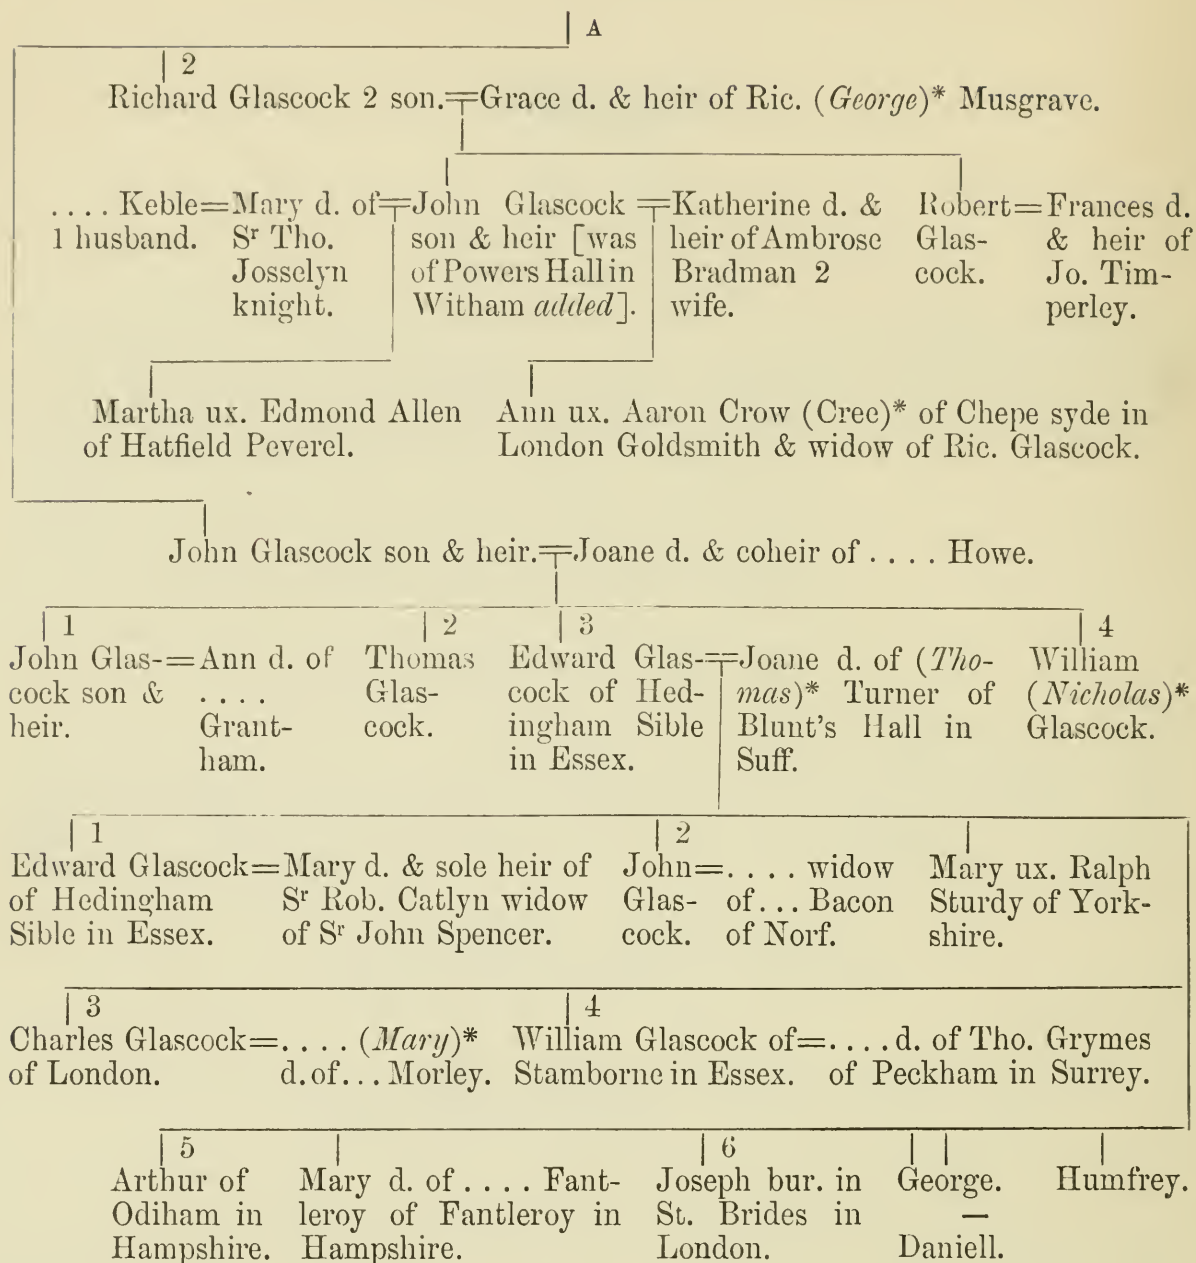 A
2
Richard Glascock 2 son.=Grace d. & heir of Ric. (George)* Musgrave.
.... Keble=Mary d. of=John Glascock =Katherine d. & Robert=Frances d.
1 husband. Sr Tho. son & heir [was heir of Ambrose Glas- & heir of
Josselyn of Powers Hall in Bradman 2 cock. Jo. Tim-
knight. Witham added]. wife. perley.
Martha ux. Edmond Allen Ann ux. Aaron Crow (Cree)* of Chepe syde in
of Hatfield Peverel. London Goldsmith & widow of Ric. Glascock.
John Glascock son & heir.=Joane d. & coheir of .... Howe.
1 2 3 4
John Glas-=Ann d. of Thomas Edward Glas-=Joane d. of (Tho- William
cock son & .... Glas- cock of Hed- mas)* Turner of (Nicholas)*
heir. Grant- cock. ingham Sible Blunt's Hall in Glascock.
ham. in Essex. Suff.
1 2
Edward Glascock=Mary d. & sole heir of John=.... widow Mary ux. Ralph
of Hedingham Sr Rob. Catlyn widow Glas- of... Bacon Sturdy of York-
Sible in Essex. of Sr John Spencer. cock. of Norf. shire.
3 4
Charles Glascock=.... (Mary)* William Glascock of=....d. of Tho. Grymes
of London. d. of... Morley. Stamborne in Essex. of Peckham in Surrey.
5 6
Arthur of Mary d. of .... Fant- Joseph bur. in George. Humfrey.
Odiham in leroy of Fantleroy in St. Brides in —
Hampshire. Hampshire. London. Daniell.